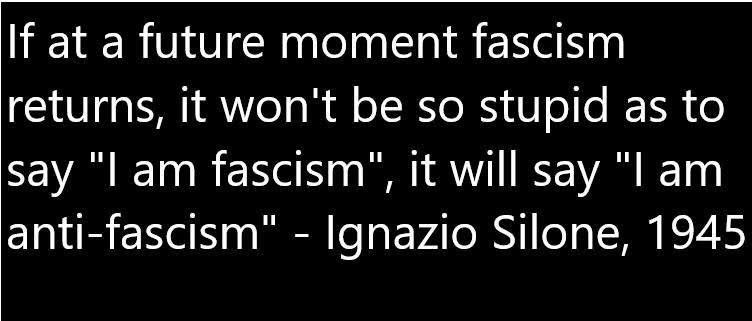 If at a future moment fascism
returns, it won't be so stupid as to
say "I am fascism", it will say "I am
anti-fascism" - Ignazio Silone, 1945